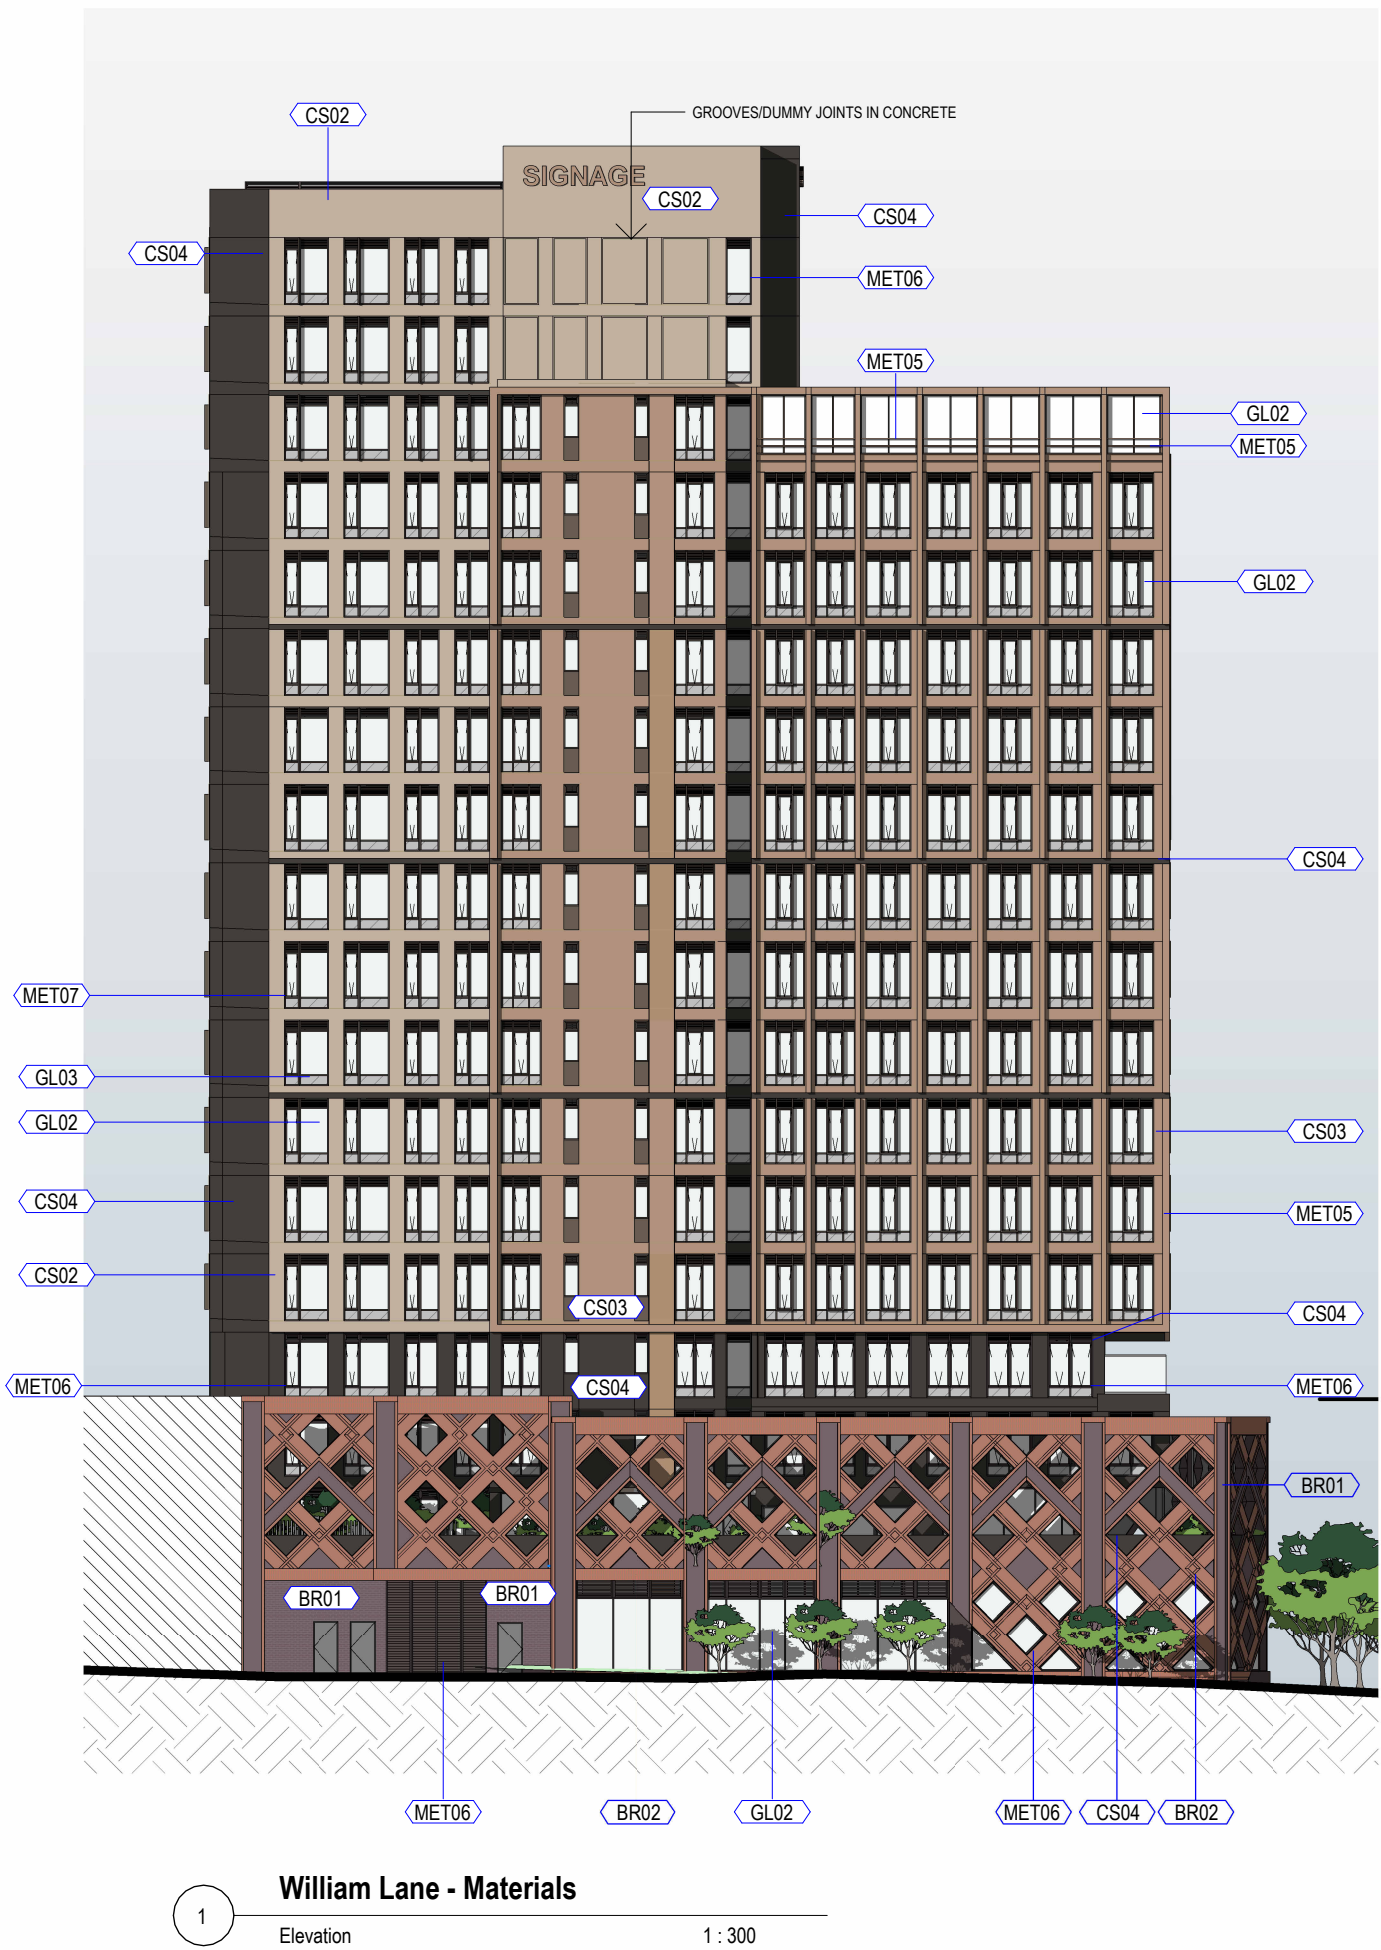 GROOVES/DUMMY JOINTS IN CONCRETE
CS02
SIGNAGE
CS02
CS04
CS04
MET06
MET05
GL02
MET05
GL02
CS04
MET07
GL03
GL02
CS03
CS04
MET05
CS02
CS03
CS04
MET06
CS04
MET06
BR01
BR01
BR01
MET06
BR02
GL02
MET06
CS04
BR02
William Lane - Materials
1
Elevation
1 : 300